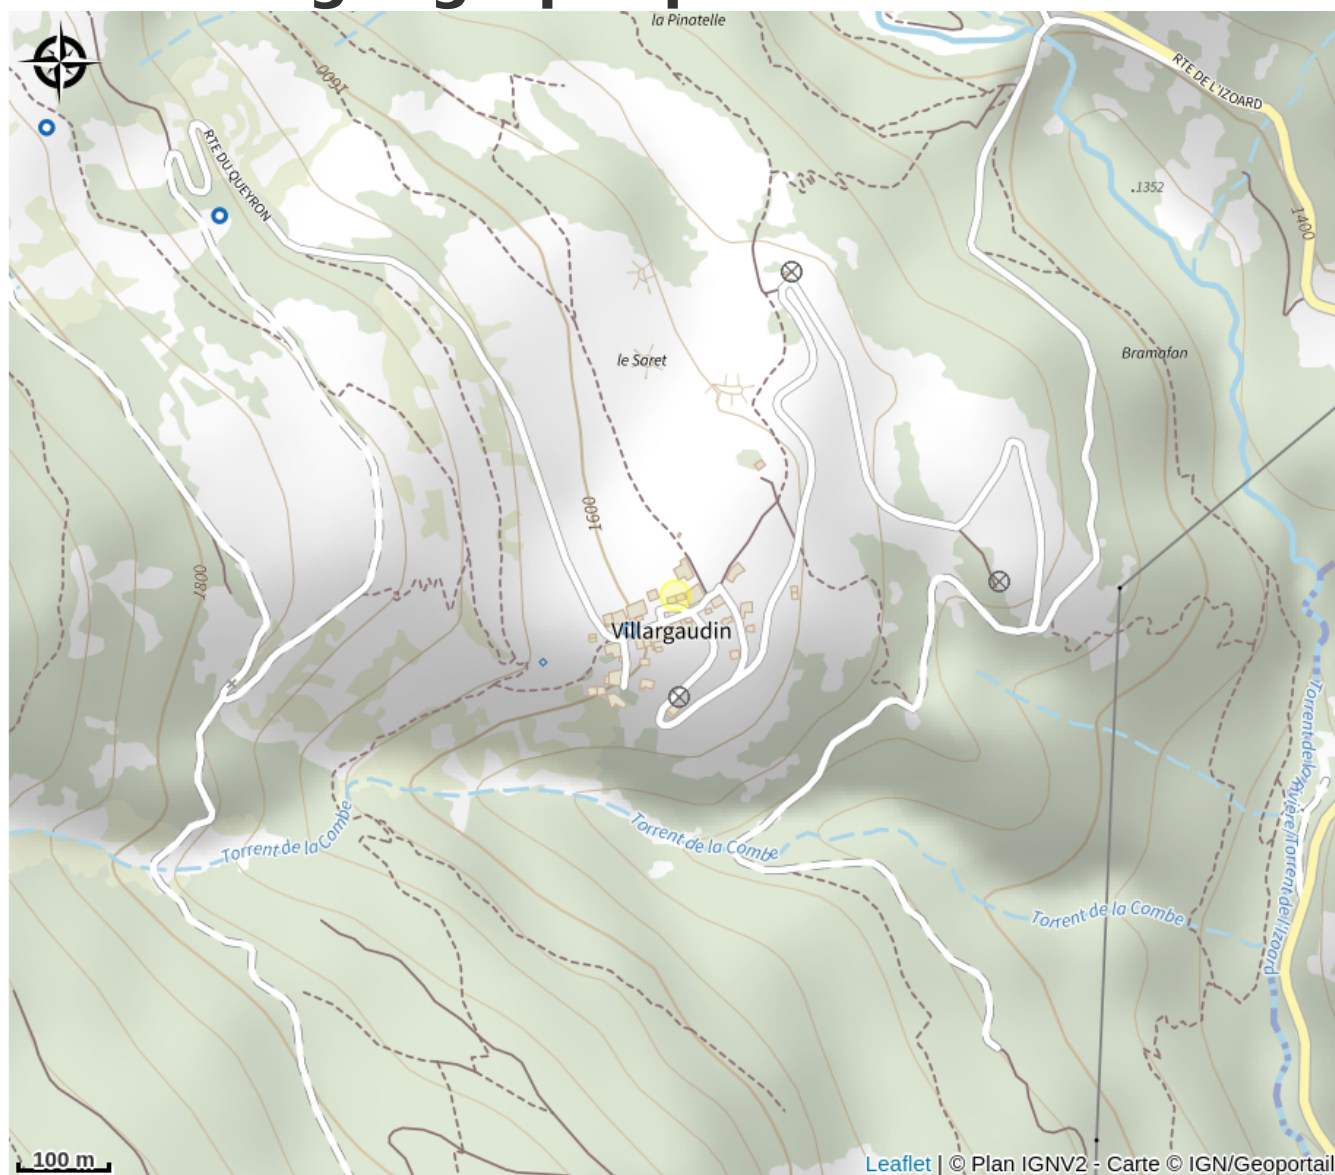 la Pinatelle
1600
RTE DE L'IZOARD
RTE DU QUEYRON
1352
1400
Bramafan
le Saret
1600
1800
Villargaudin
Torrent de la Combe
Torrent de la Combe
Torrent de la Combe
Torrent de la Rivière
Torrent de l'Izoard
100 m
Leaflet | © Plan IGNV2 - Carte © IGN/Geoportail